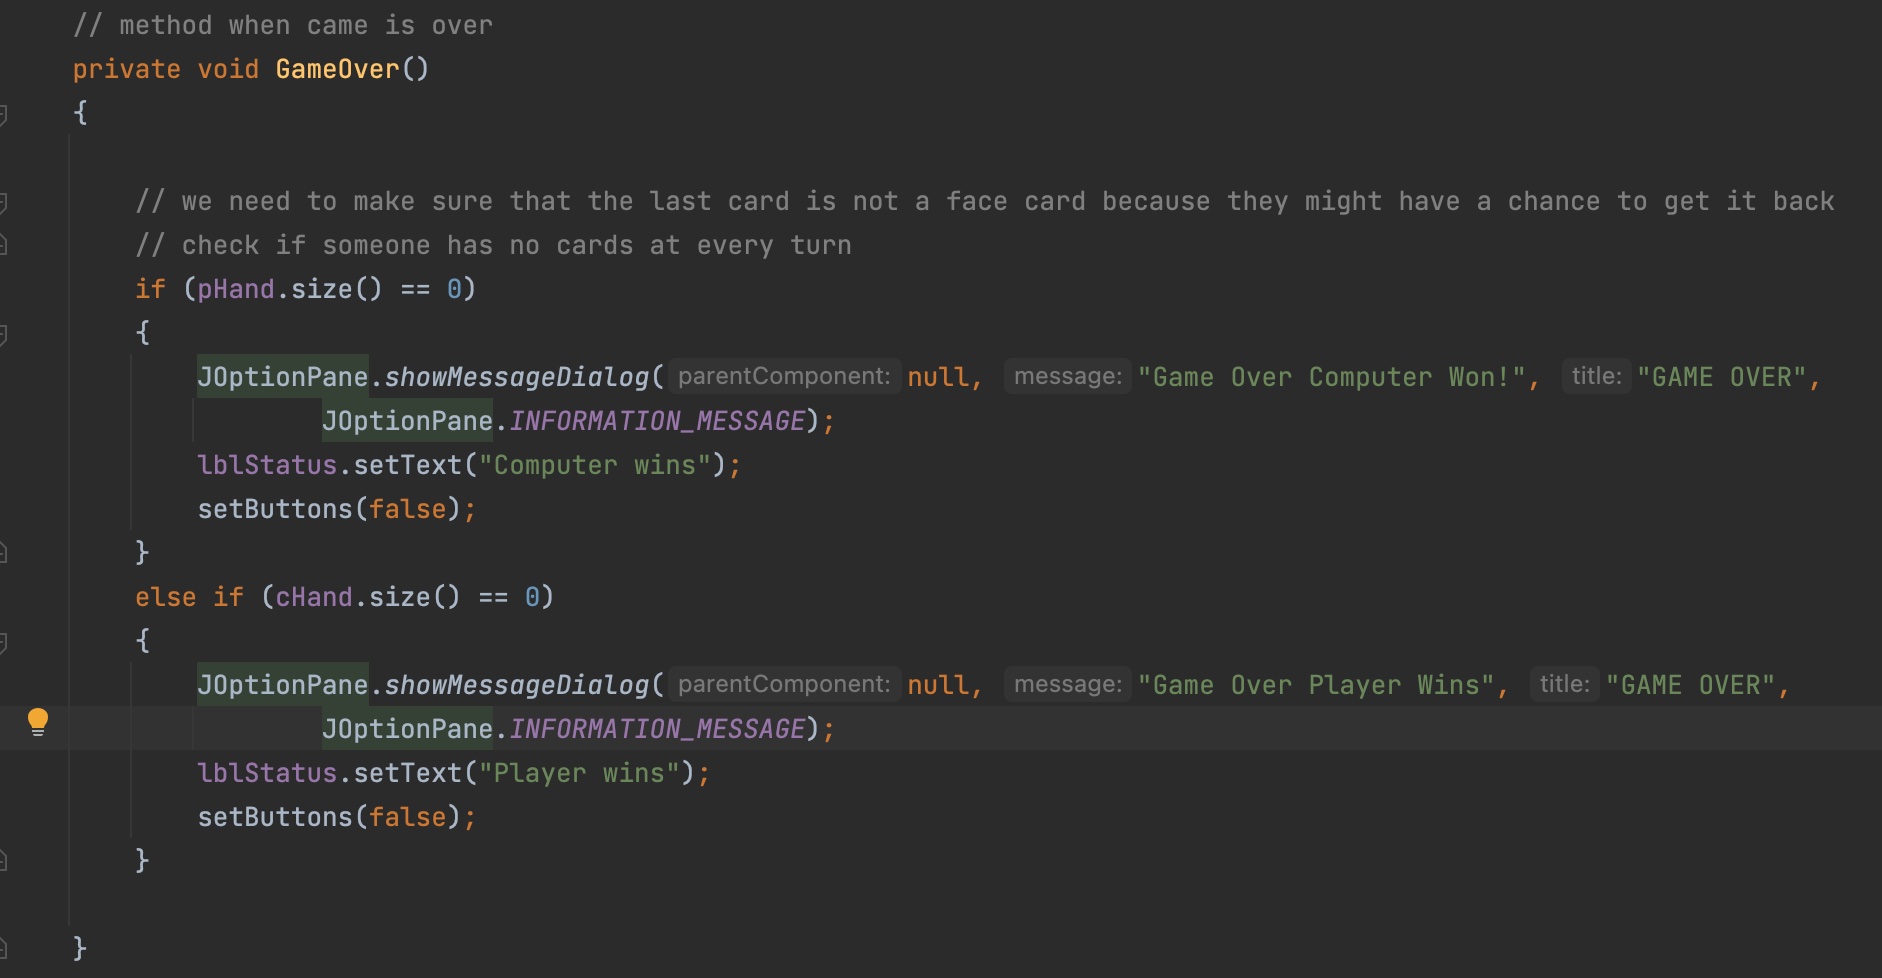 // method when came is over
private void GameOver()
{
// we need to make sure that the last card is not a face card because they might have a chance to get it back
// check if someone has no cards at every turn
if (pHand.size() == 0)
{
JOptionPane.showMessageDialog( parentComponent: null, message: "Game Over Computer Won!", title: "GAME OVER",
JOptionPane.INFORMATION_MESSAGE);
lblStatus.setText("Computer wins");
setButtons(false);
}
else if (cHand.size() == 0)
{
JOptionPane.showMessageDialog( parentComponent: null, message: "Game Over Player Wins", title: "GAME OVER",
JOptionPane.INFORMATION_MESSAGE);
lblStatus.setText("Player wins");
setButtons(false);
}
}